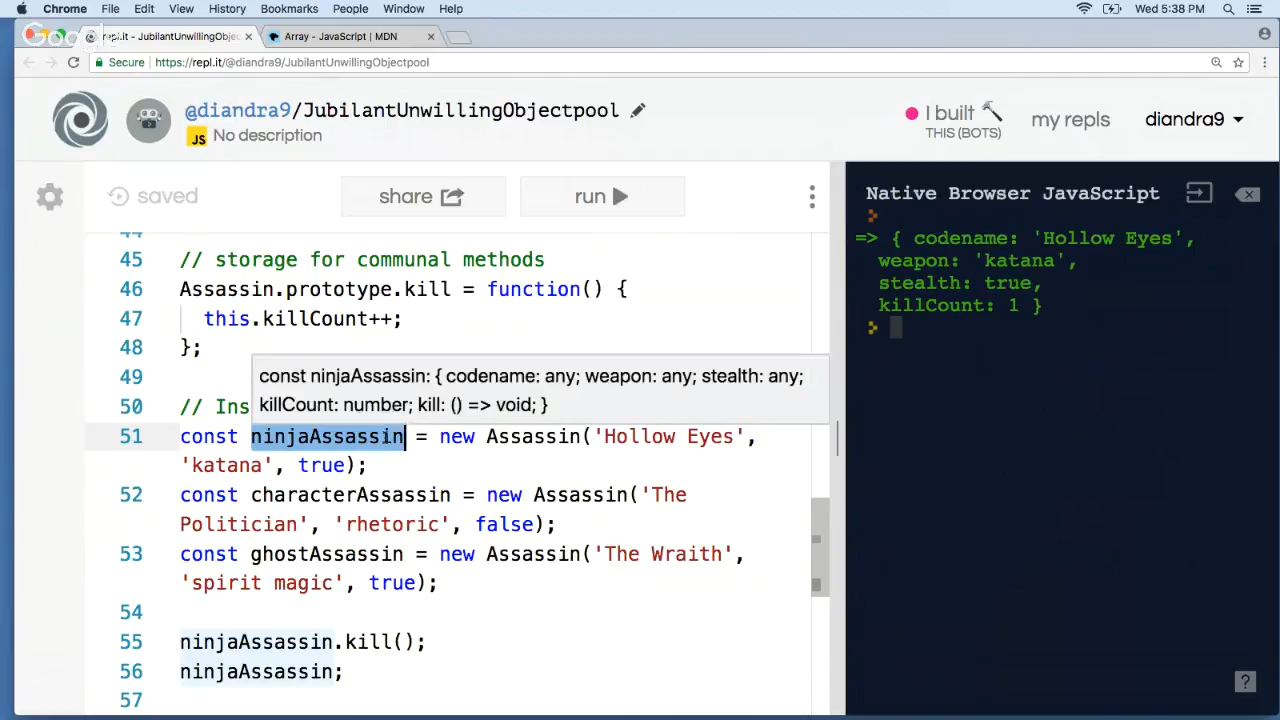 Chrome File Edit View History Bookmarks People Window Help Wed 5:38 PM
Google
repl.it - JubilantUnwillingObjec × Array - JavaScript | MDN ×
Secure | https://repl.it/@diandra9/JubilantUnwillingObjectpool
@diandra9/JubilantUnwillingObjectpool
JS No description
I built
THIS (BOTS)
my repls
diandra9
saved
share
run
Native Browser JavaScript
=> { codename: 'Hollow Eyes',
weapon: 'katana',
stealth: true,
killCount: 1 }
44
45 // storage for communal methods
46 Assassin.prototype.kill = function() {
47 this.killCount++;
48 };
49
const ninjaAssassin: { codename: any; weapon: any; stealth: any;
killCount: number; kill: () => void; }
50 // Ins
51 const ninjaAssassin = new Assassin('Hollow Eyes',
'katana', true);
52 const characterAssassin = new Assassin('The
Politician', 'rhetoric', false);
53 const ghostAssassin = new Assassin('The Wraith',
'spirit magic', true);
54
55 ninjaAssassin.kill();
56 ninjaAssassin;
57
?